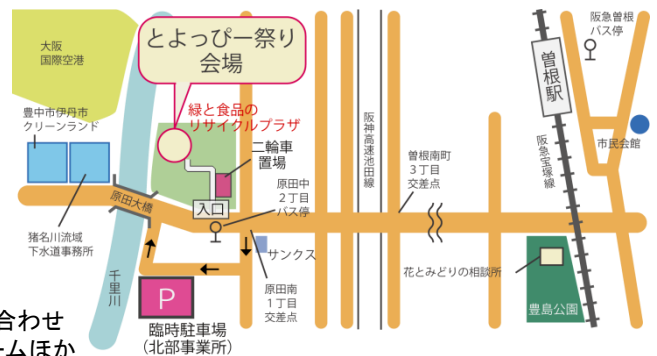 大阪
国際空港
とよっぴー祭り
会場
阪急曽根
バス停
曽根駅
豊中市伊丹市
クリーンランド
緑と食品の
リサイクルプラザ
二輪車
置場
阪神高速池田線
阪急宝塚線
市民会館
原田大橋
入口
原田中
2丁目
バス停
曽根南町
3丁目
交差点
猪名川流域
下水道事務所
サンクス
花とみどりの相談所
千里川
原田南
1丁目
交差点
豊島公園
P
臨時駐車場
(北部事業所)
合わせ
ームほか